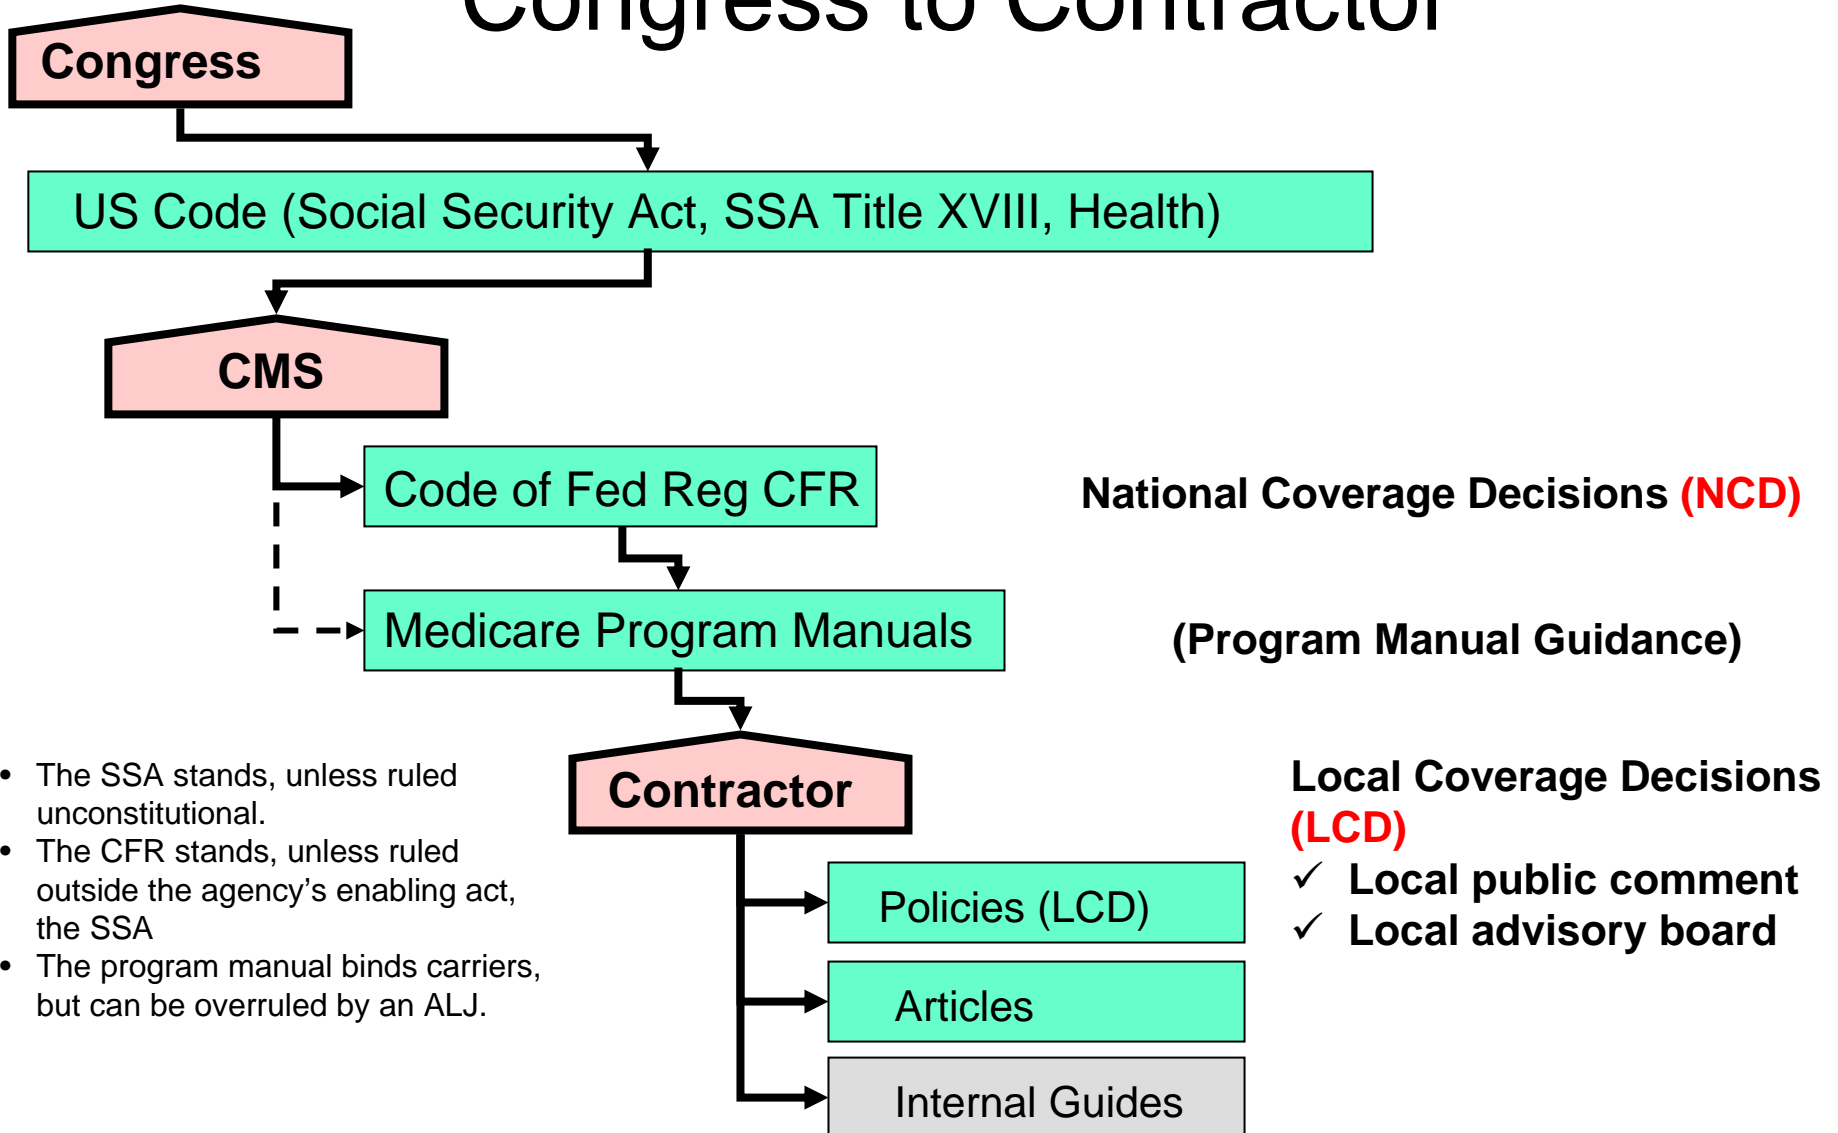 Congress to Contractor
Congress
US Code (Social Security Act, SSA Title XVIII, Health)
CMS
Code of Fed Reg CFR
National Coverage Decisions (NCD)
Medicare Program Manuals
(Program Manual Guidance)
• The SSA stands, unless ruled
unconstitutional.
• The CFR stands, unless ruled
outside the agency’s enabling act,
the SSA
• The program manual binds carriers,
but can be overruled by an ALJ.
Contractor
Local Coverage Decisions
(LCD)
✓ Local public comment
✓ Local advisory board
Policies (LCD)
Articles
Internal Guides